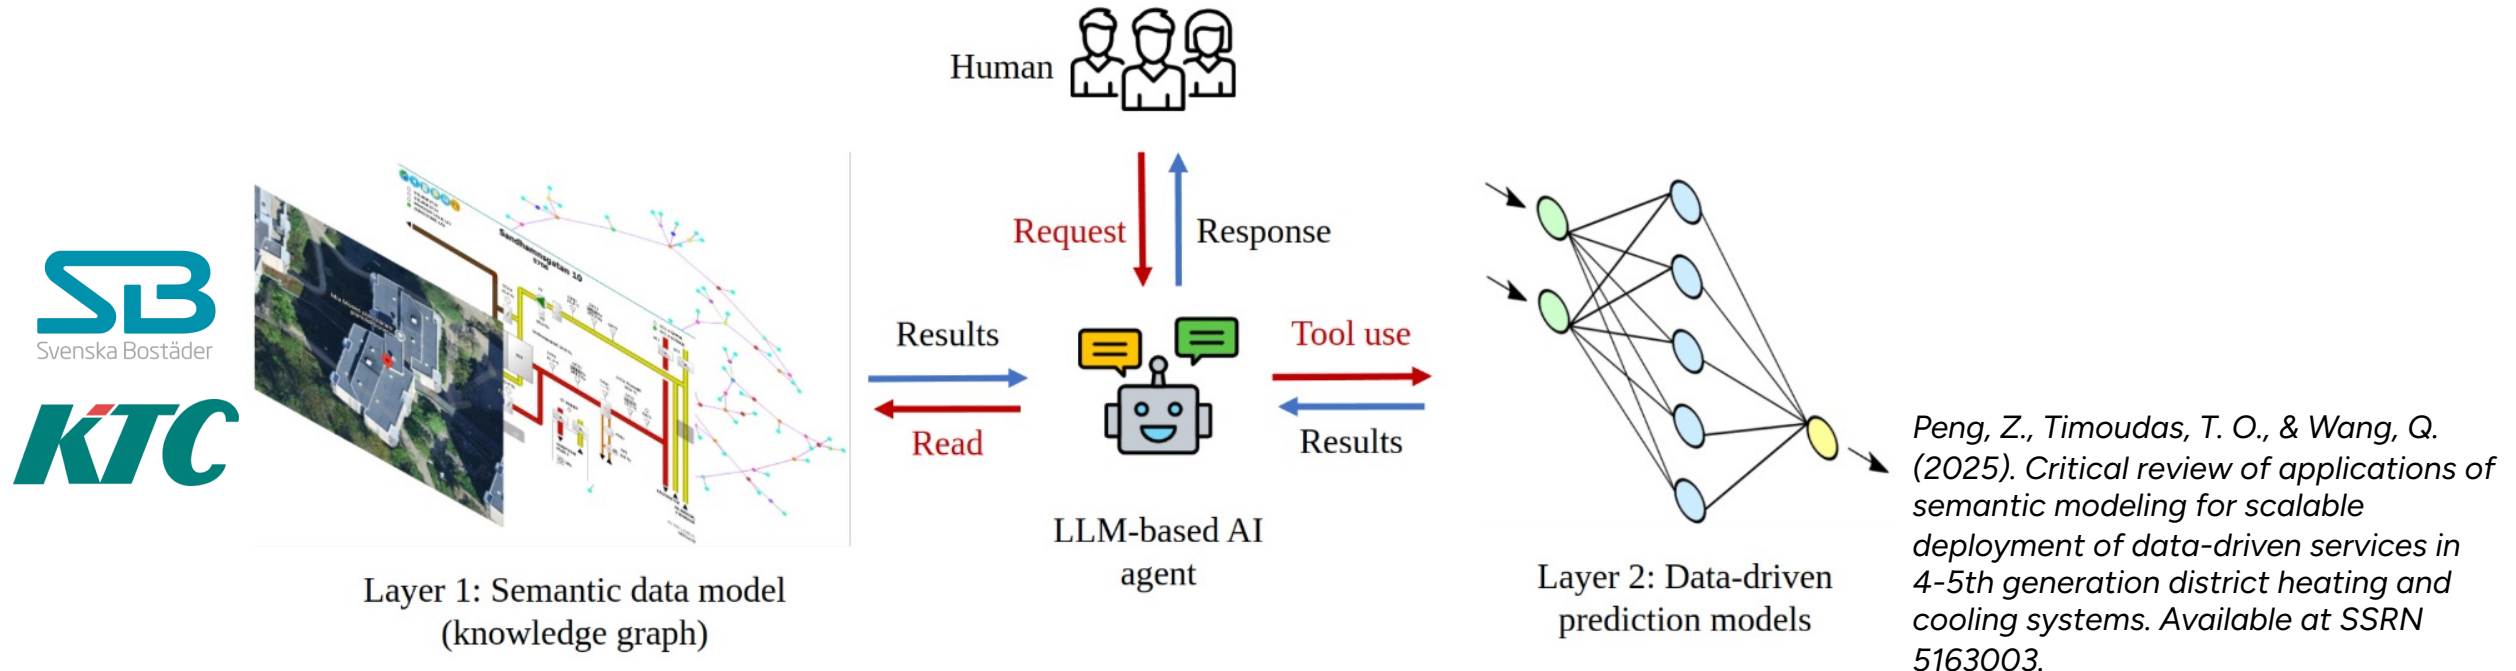 Human
Request
Response
Results
Tool use
Read
Results
SB
Svenska Bostäder
KTC
Sandhamnsgatan 10
5706
LLM-based AI
agent
Layer 1: Semantic data model
(knowledge graph)
Layer 2: Data-driven
prediction models
Peng, Z., Timoudas, T. O., & Wang, Q.
(2025). Critical review of applications of
semantic modeling for scalable
deployment of data-driven services in
4-5th generation district heating and
cooling systems. Available at SSRN
5163003.